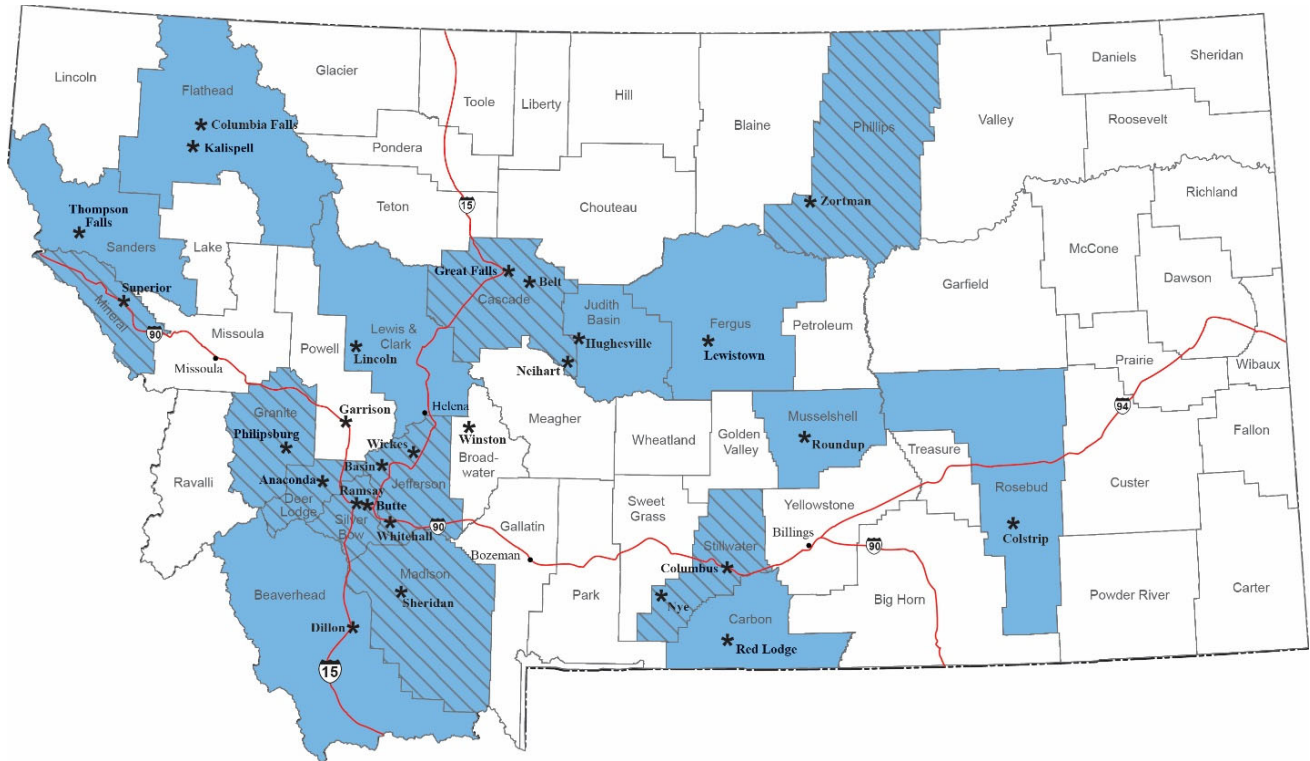 Lincoln
Glacier
Toole
Liberty
Hill
Blaine
Phillips
Valley
Daniels
Sheridan
Flathead
Columbia Falls
Kalispell
Pondera
Roosevelt
Thompson
Falls
Sanders
Lake
Teton
15
Chouteau
Zortman
Richland
McCone
Dawson
Garfield
Superior
Mineral
90
Missoula
Missoula
Powell
Lewis &
Clark
Lincoln
Great Falls
Belt
Cascade
Judith
Basin
Hughesville
Neihart
Fergus
Lewistown
Petroleum
Prairie
Wibaux
94
Granite
Philipsburg
Garrison
Helena
Wickes
Basin
Winston
Broad-
water
Meagher
Wheatland
Golden
Valley
Musselshell
Roundup
Treasure
Fallon
Custer
Ravalli
Anaconda
Deer
Lodge
Ramsay
Butte
Silver
Bow
Jefferson
Whitehall
90
Gallatin
Bozeman
Sweet
Grass
Stillwater
Columbus
Yellowstone
Billings
90
Rosebud
Colstrip
Beaverhead
Madison
Sheridan
Dillon
15
Park
Nye
Carbon
Red Lodge
Big Horn
Powder River
Carter